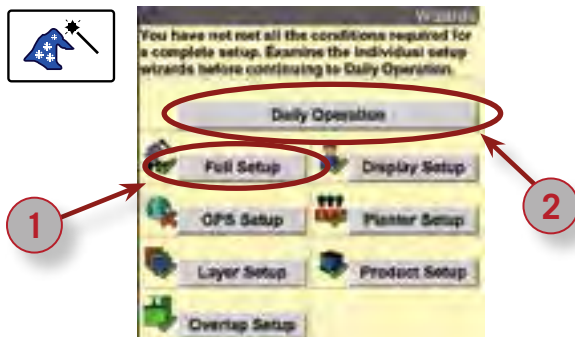 Wizards
You have not met all the conditions required for
a complete setup. Examine the individual setup
wizards before continuing to Daily Operation.
Daily Operation
Full Setup
Display Setup
1
2
GPS Setup
Planter Setup
Layer Setup
Product Setup
Overlap Setup